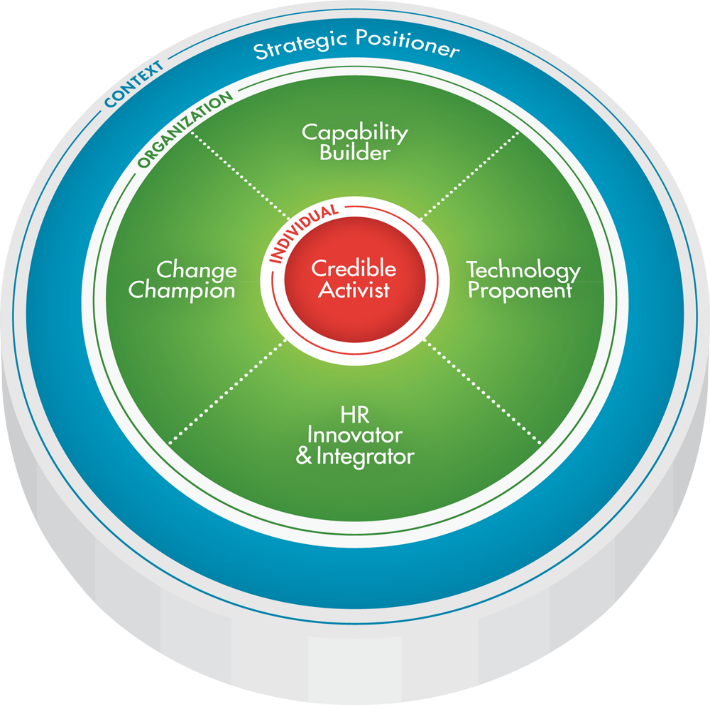 Strategic Positioner
CONTEXT
ORGANIZATION
Capability
Builder
INDIVIDUAL
Change
Champion
Credible
Activist
Technology
Proponent
HR
Innovator
& Integrator